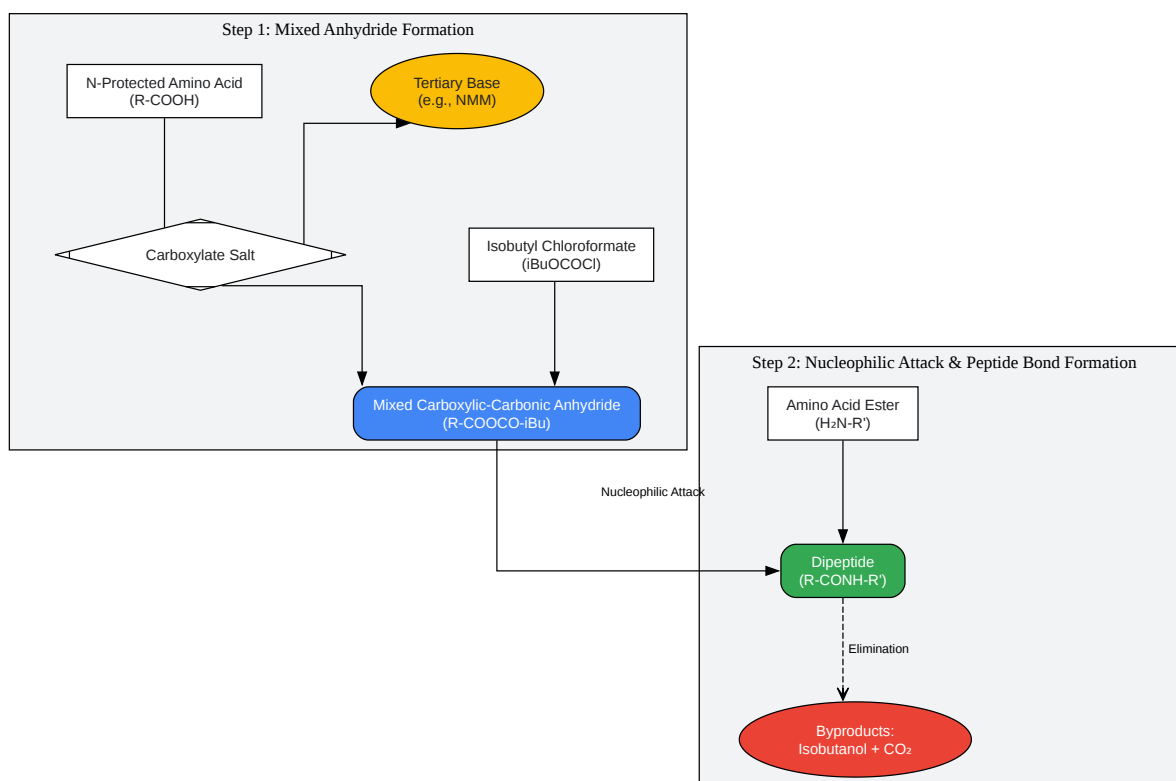 Step 1: Mixed Anhydride Formation
N-Protected Amino Acid
(R-COOH)
Tertiary Base
(e.g., NMM)
Carboxylate Salt
Isobutyl Chloroformate
(iBuOCOCl)
Mixed Carboxylic-Carbonic Anhydride
(R-COOCO-iBu)
Step 2: Nucleophilic Attack & Peptide Bond Formation
Amino Acid Ester
(H₂N-R')
Nucleophilic Attack
Dipeptide
(R-CONH-R')
Elimination
Byproducts:
Isobutanol + CO₂